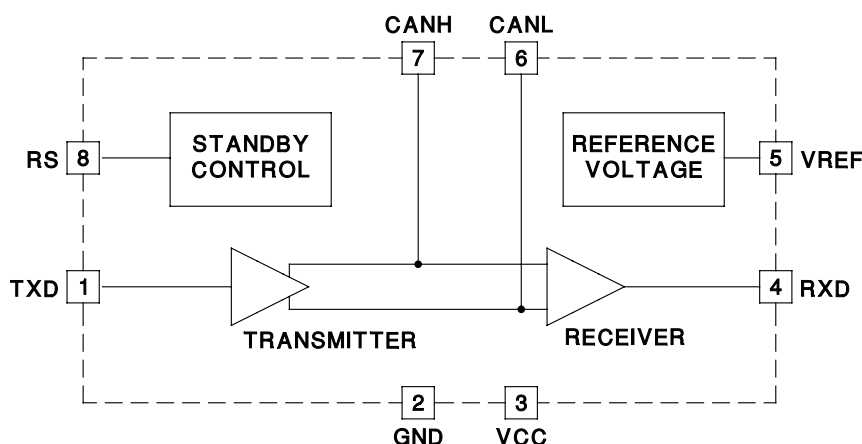 CANH CANL
7 6
STANDBY
CONTROL
REFERENCE
VOLTAGE
RS 8
5 VREF
TXD 1
4 RXD
TRANSMITTER
RECEIVER
2 3
GND VCC